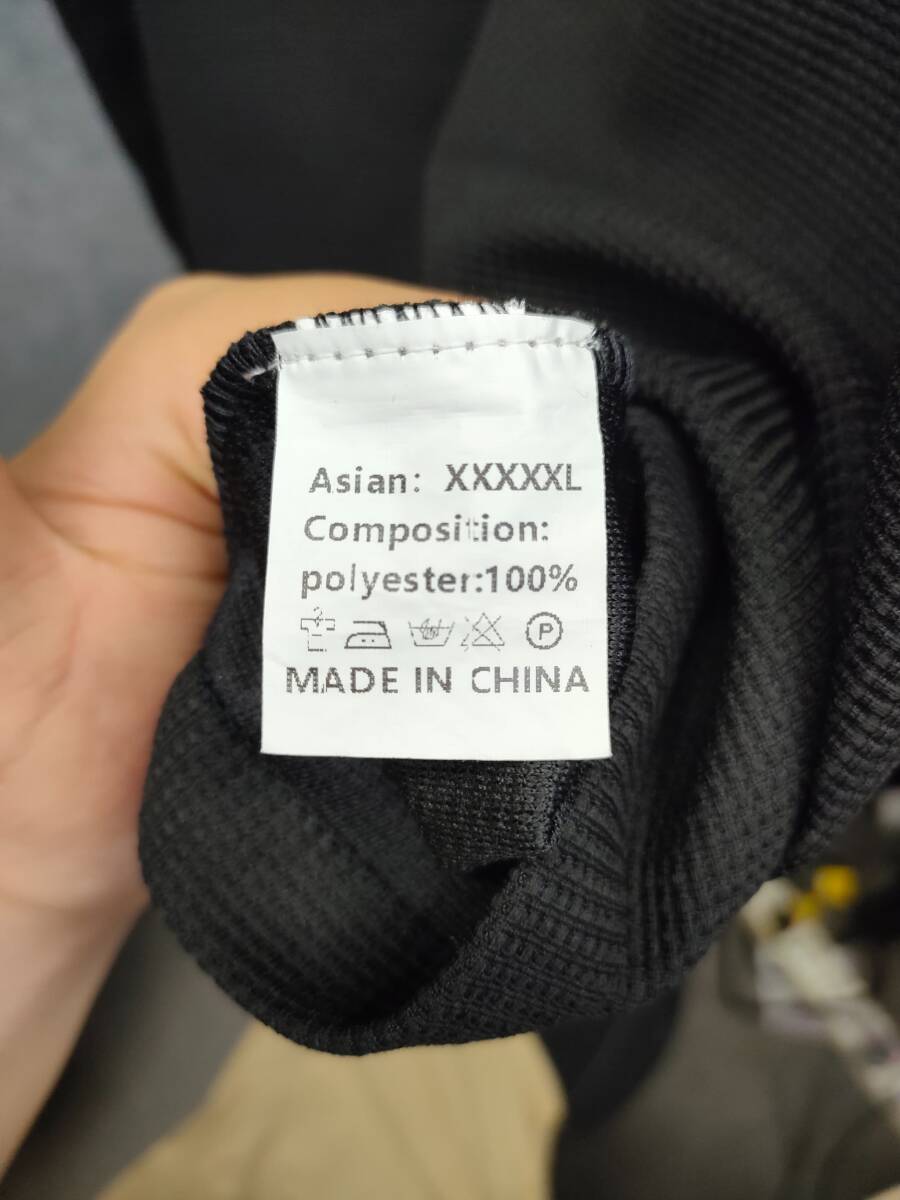 Asian: XXXXXL
Composition:
polyester:100%
P
MADE IN CHINA